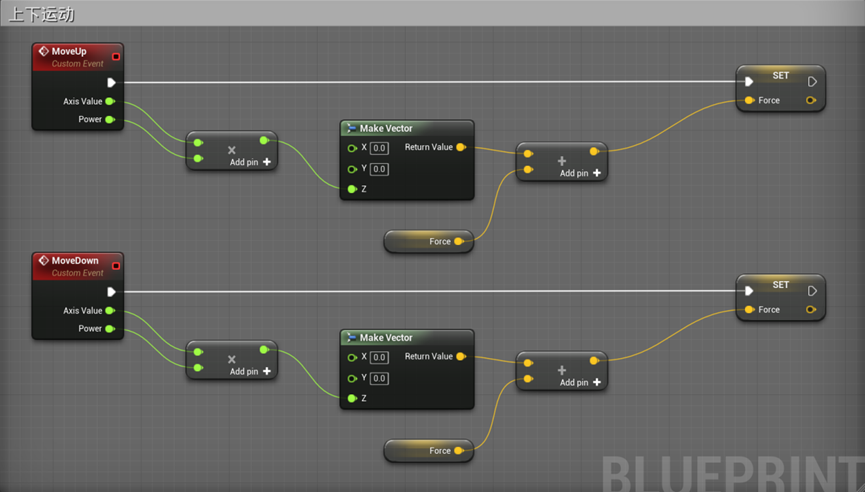 上下运动
MoveUp
Custom Event
Axis Value
Power
Add pin
Make Vector
X 0.0 Return Value
Y 0.0
Z
Force
Add pin
SET
Force
MoveDown
Custom Event
Axis Value
Power
Add pin
Make Vector
X 0.0 Return Value
Y 0.0
Z
Force
Add pin
SET
Force
BLUEPRINT